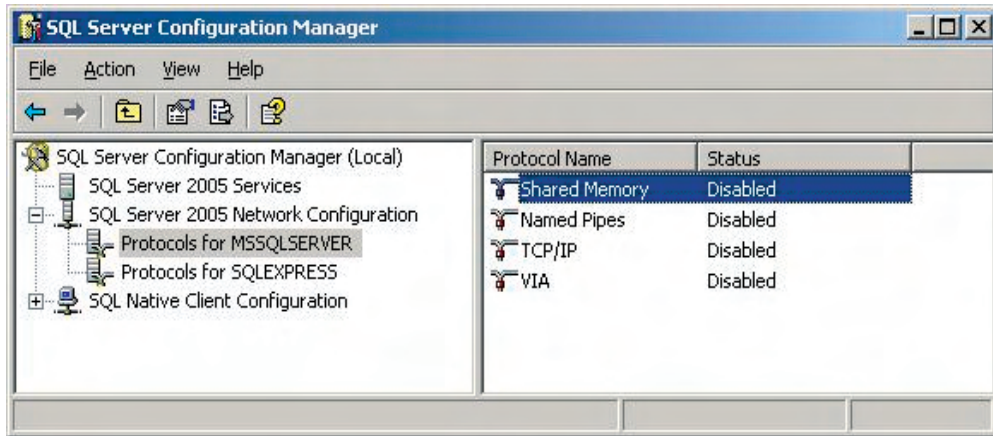 SQL Server Configuration Manager
File Action View Help
SQL Server Configuration Manager (Local)
SQL Server 2005 Services
SQL Server 2005 Network Configuration
Protocols for MSSQLSERVER
Protocols for SQLEXPRESS
SQL Native Client Configuration
Protocol Name Status
Shared Memory Disabled
Named Pipes Disabled
TCP/IP Disabled
VIA Disabled